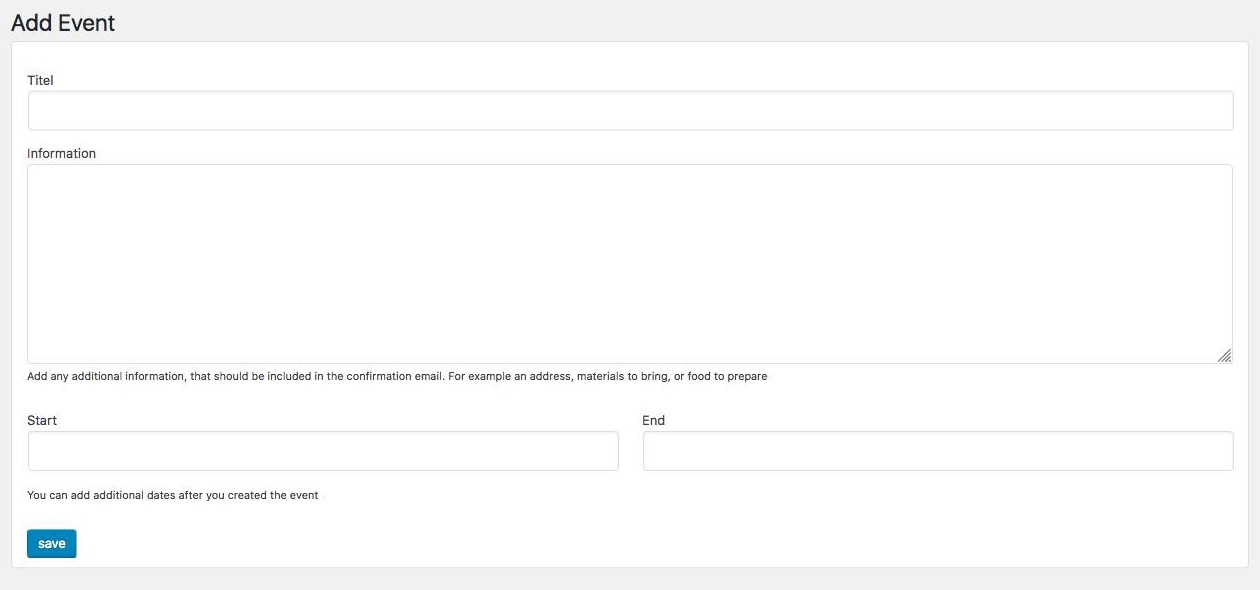 Add Event
Titel
Information
Add any additional information, that should be included in the confirmation email. For example an address, materials to bring, or food to prepare
Start
End
You can add additional dates after you created the event
save